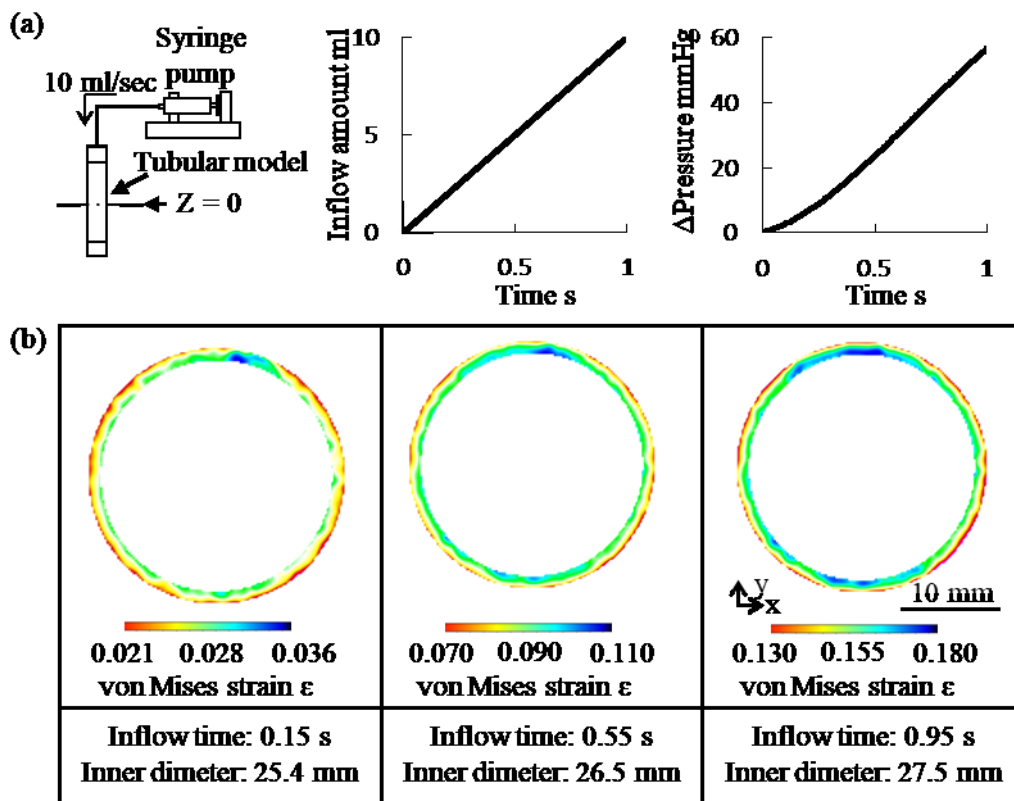 (a)
Syringe
pump
10 ml/sec
Tubular model
Z = 0
Inflow amount ml
10
5
0
0
0.5
1
Time s
ΔPressure mmHg
60
40
20
0
0
0.5
1
Time s
(b)
0.021 0.028 0.036
von Mises strain ε
0.070 0.090 0.110
von Mises strain ε
y
x
10 mm
0.130 0.155 0.180
von Mises strain ε
Inflow time: 0.15 s
Inner dimeter: 25.4 mm
Inflow time: 0.55 s
Inner dimeter: 26.5 mm
Inflow time: 0.95 s
Inner dimeter: 27.5 mm